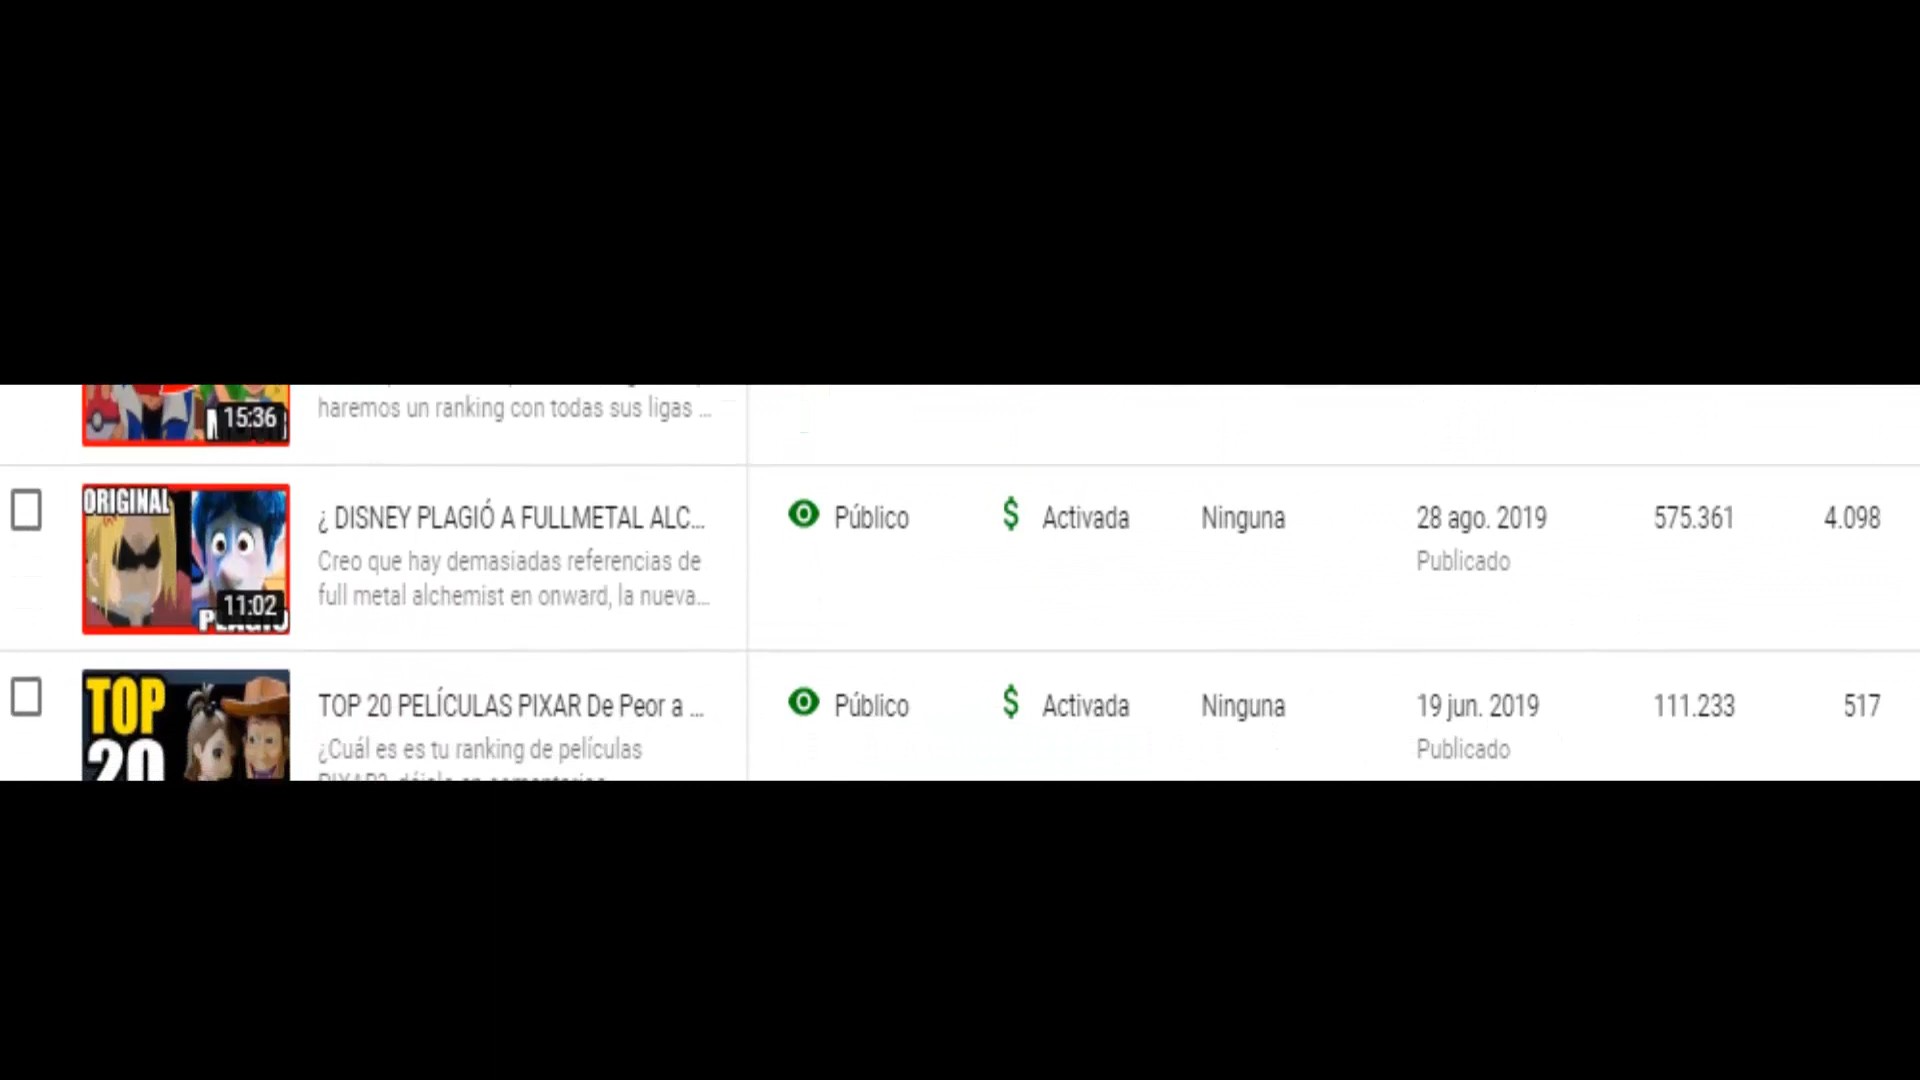 haremos un ranking con todas sus ligas ...
15:36
ORIGINAL
11:02
¿ DISNEY PLAGIÓ A FULLMETAL ALC...
Creo que hay demasiadas referencias de
full metal alchemist en onward, la nueva...
Público
$ Activada
Ninguna
28 ago. 2019
Publicado
575.361
4.098
TOP
20
TOP 20 PELÍCULAS PIXAR De Peor a ...
¿Cuál es es tu ranking de películas
Público
$ Activada
Ninguna
19 jun. 2019
Publicado
111.233
517